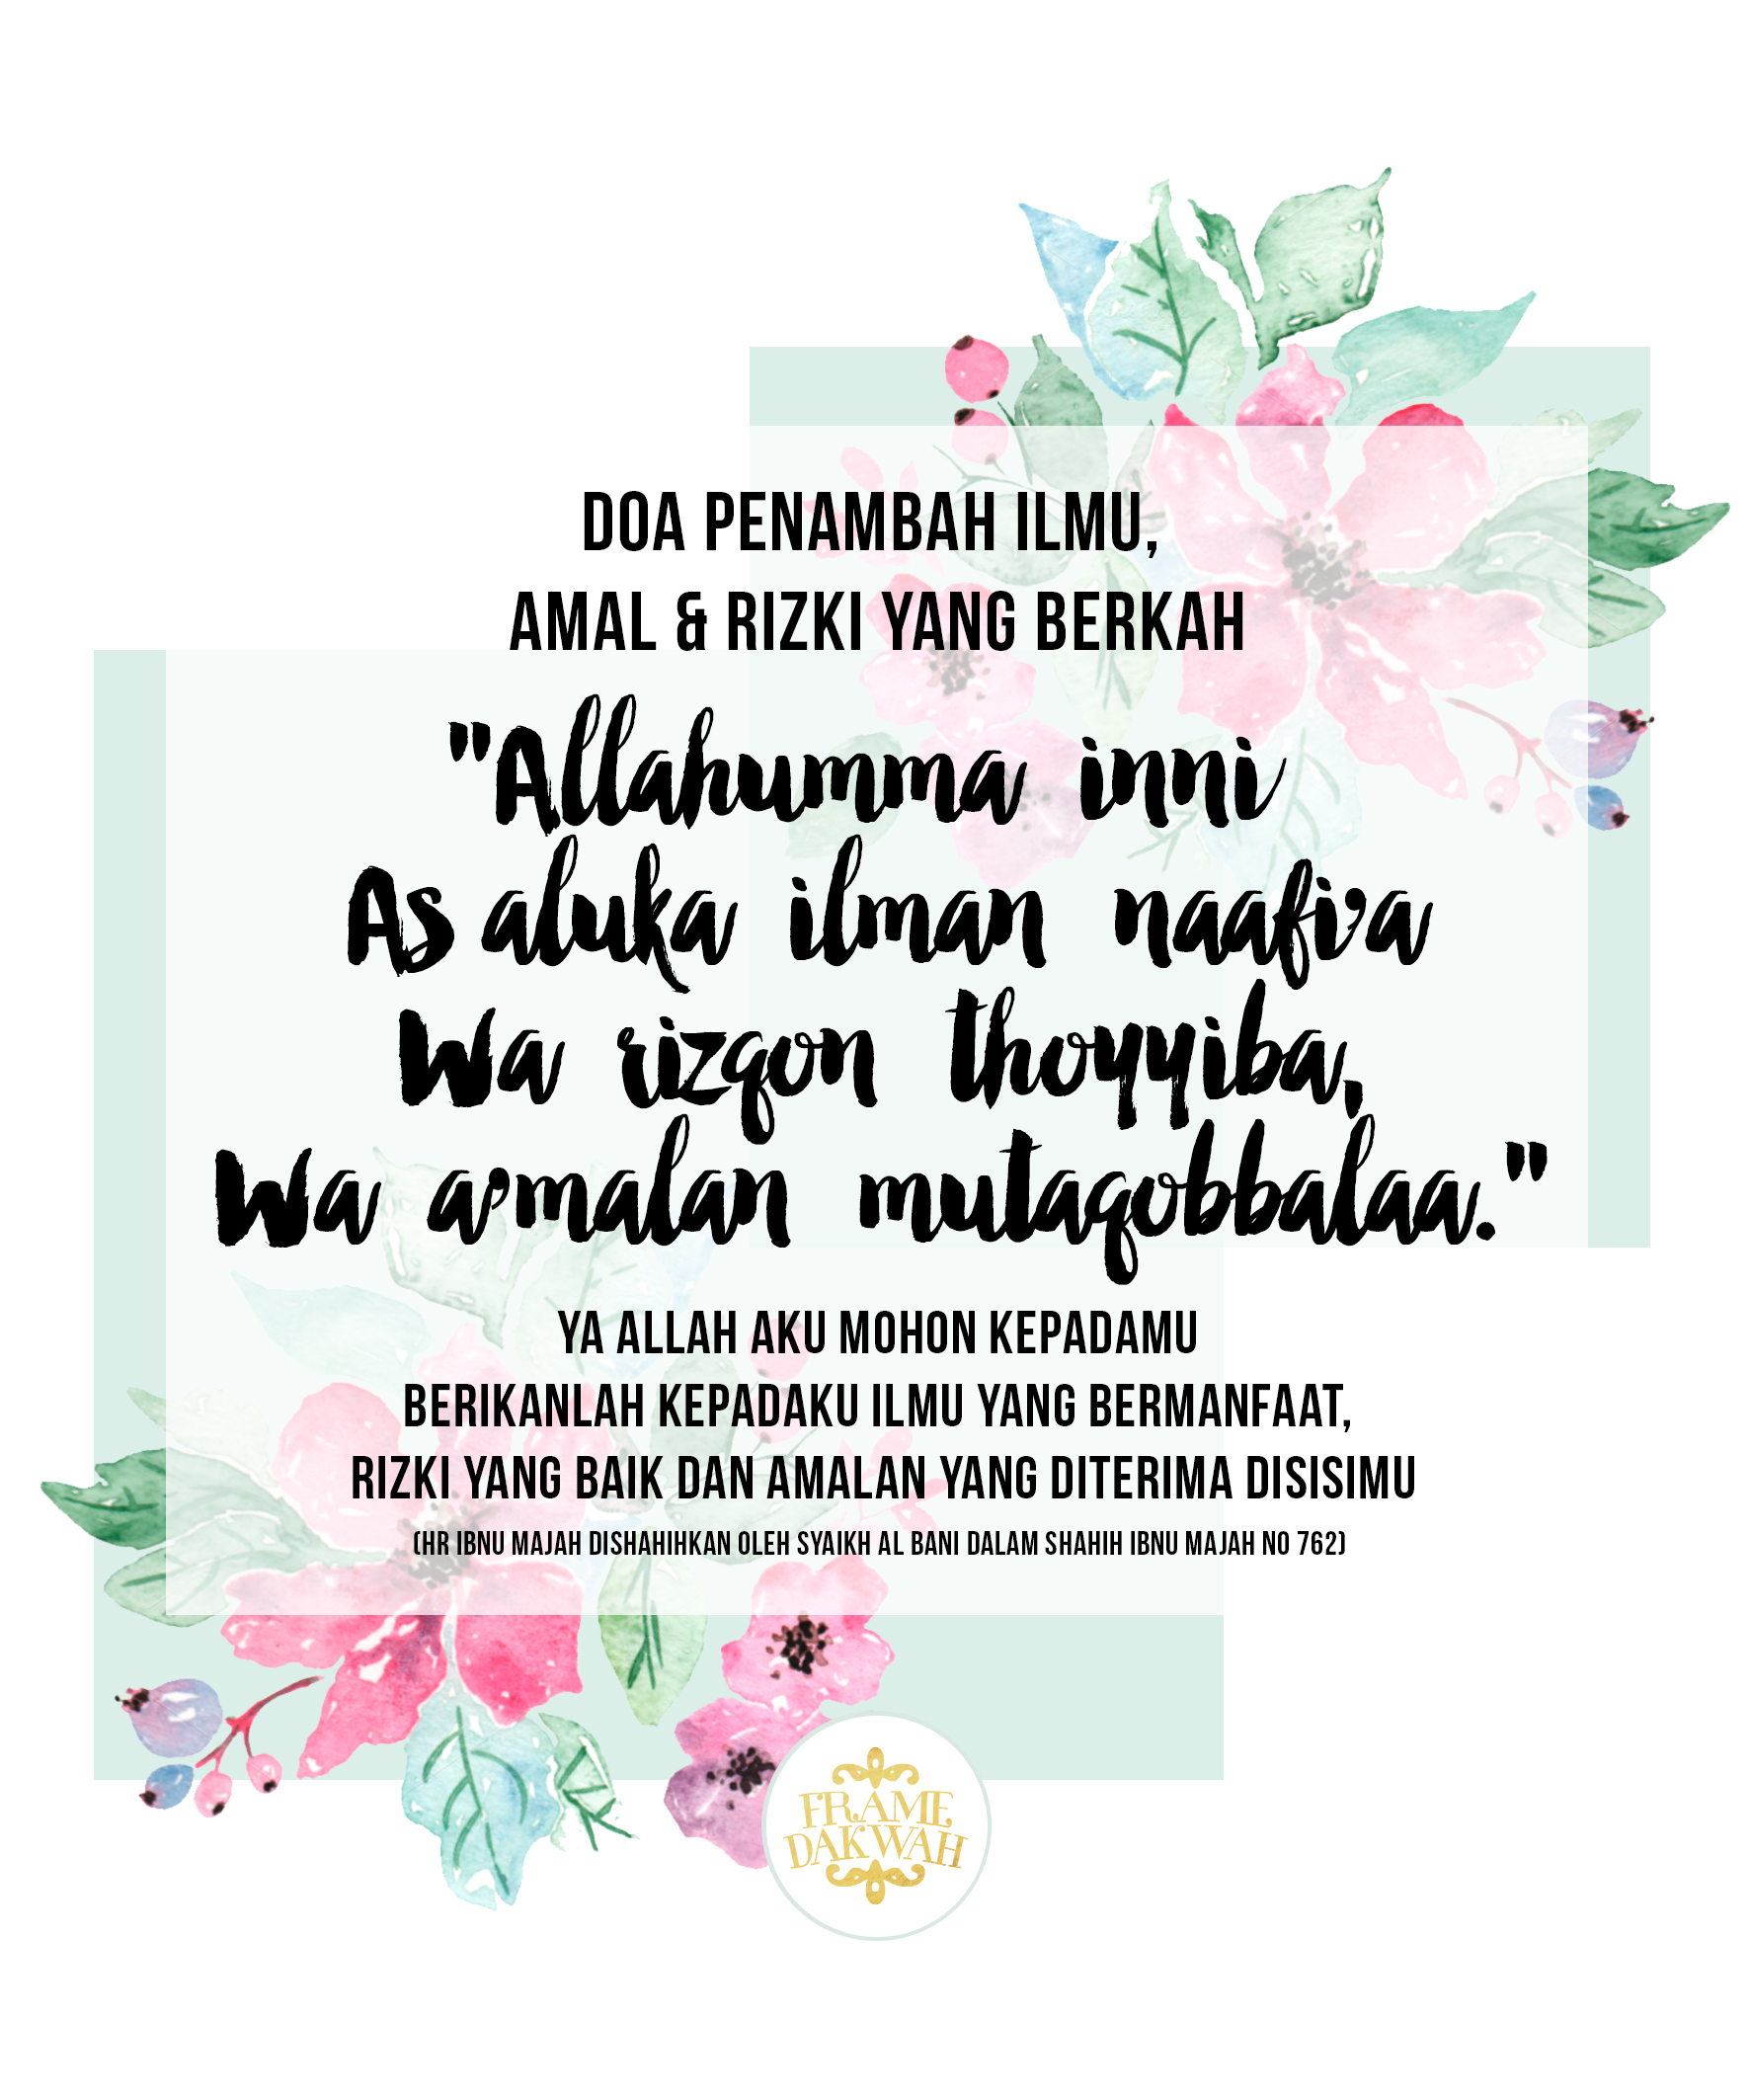 DOA PENAMBAH ILMU,
AMAL & RIZKI YANG BERKAH
"Allahumma inni
As aluka ilman naafi'a
Wa rizqon thoyyiba,
Wa a'malan mutaqobbalaa."
YA ALLAH AKU MOHON KEPADAMU
BERIKANLAH KEPADAKU ILMU YANG BERMANFAAT,
RIZKI YANG BAIK DAN AMALAN YANG DITERIMA DISISIMU
(HR IBNU MAJAH DISHAHIHKAN OLEH SYAIKH AL BANI DALAM SHAHIH IBNU MAJAH NO 762)
FRAME
DAKWAH